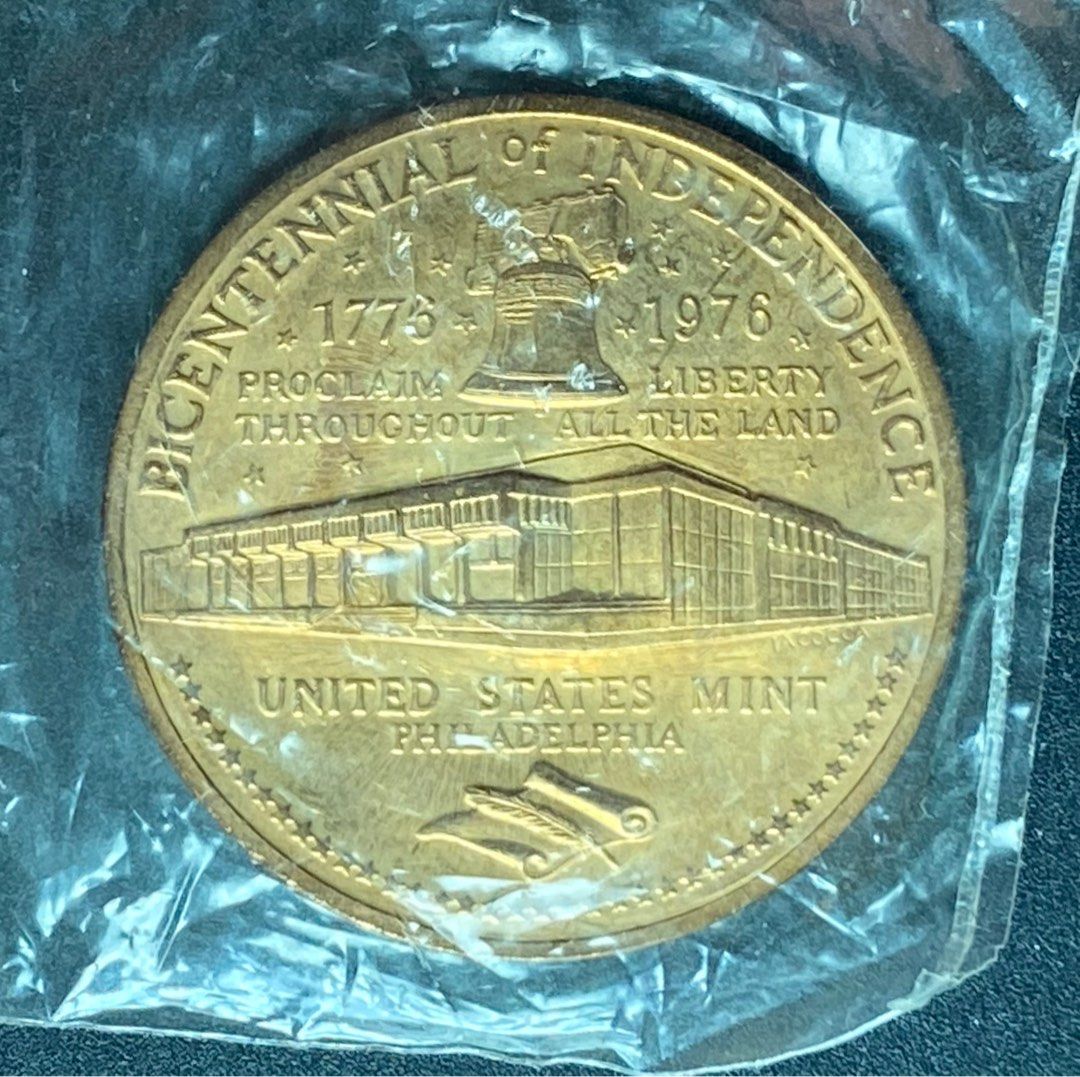 BICENTENNIAL of INDEPENDENCE
1776 1976
PROCLAIM LIBERTY
THROUGHOUT ALL THE LAND
UNITED STATES MINT
PHILADELPHIA